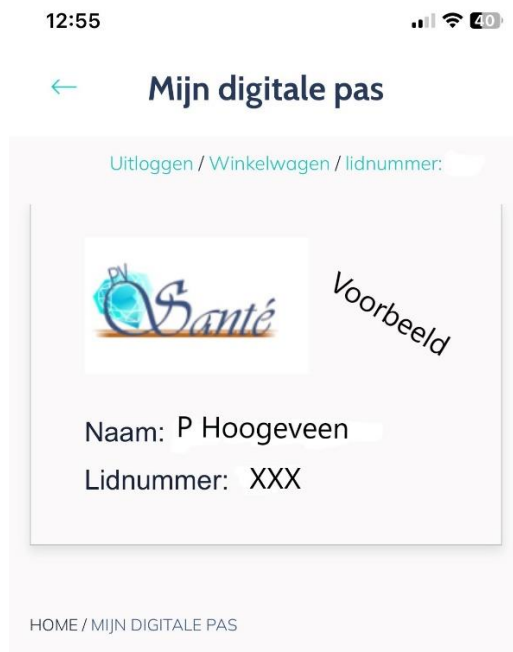 12:55
40
Mijn digitale pas
Uitloggen / Winkelwagen / lidnummer:
PV
Santé
Voorbeeld
Naam: P Hoogeveen
Lidnummer: XXX
HOME / MIJN DIGITALE PAS